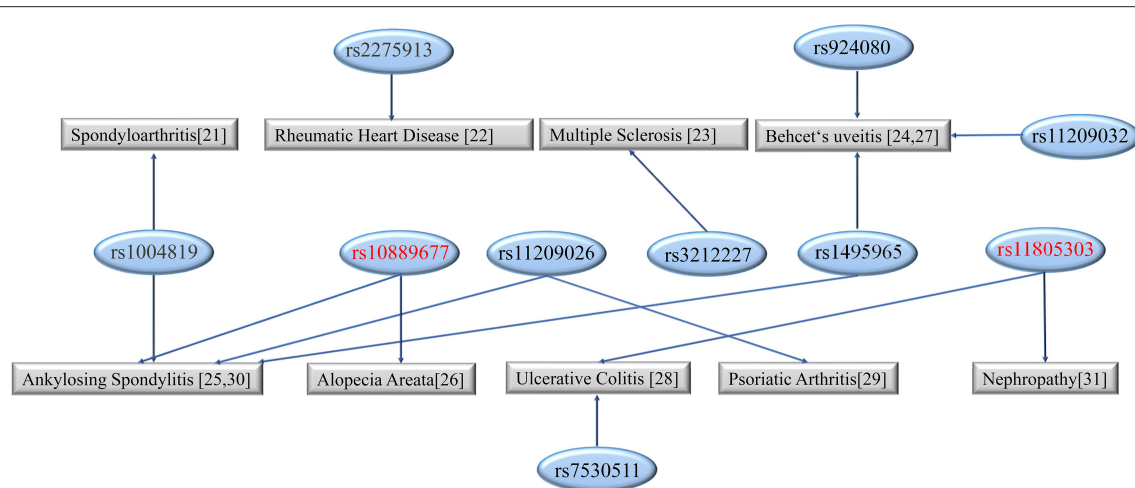 rs2275913
rs924080
Spondyloarthritis[21]
Rheumatic Heart Disease [22]
Multiple Sclerosis [23]
Behcet‘s uveitis [24,27]
rs11209032
rs1004819
rs10889677
rs11209026
rs3212227
rs1495965
rs11805303
Ankylosing Spondylitis [25,30]
Alopecia Areata[26]
Ulcerative Colitis [28]
Psoriatic Arthritis[29]
Nephropathy[31]
rs7530511